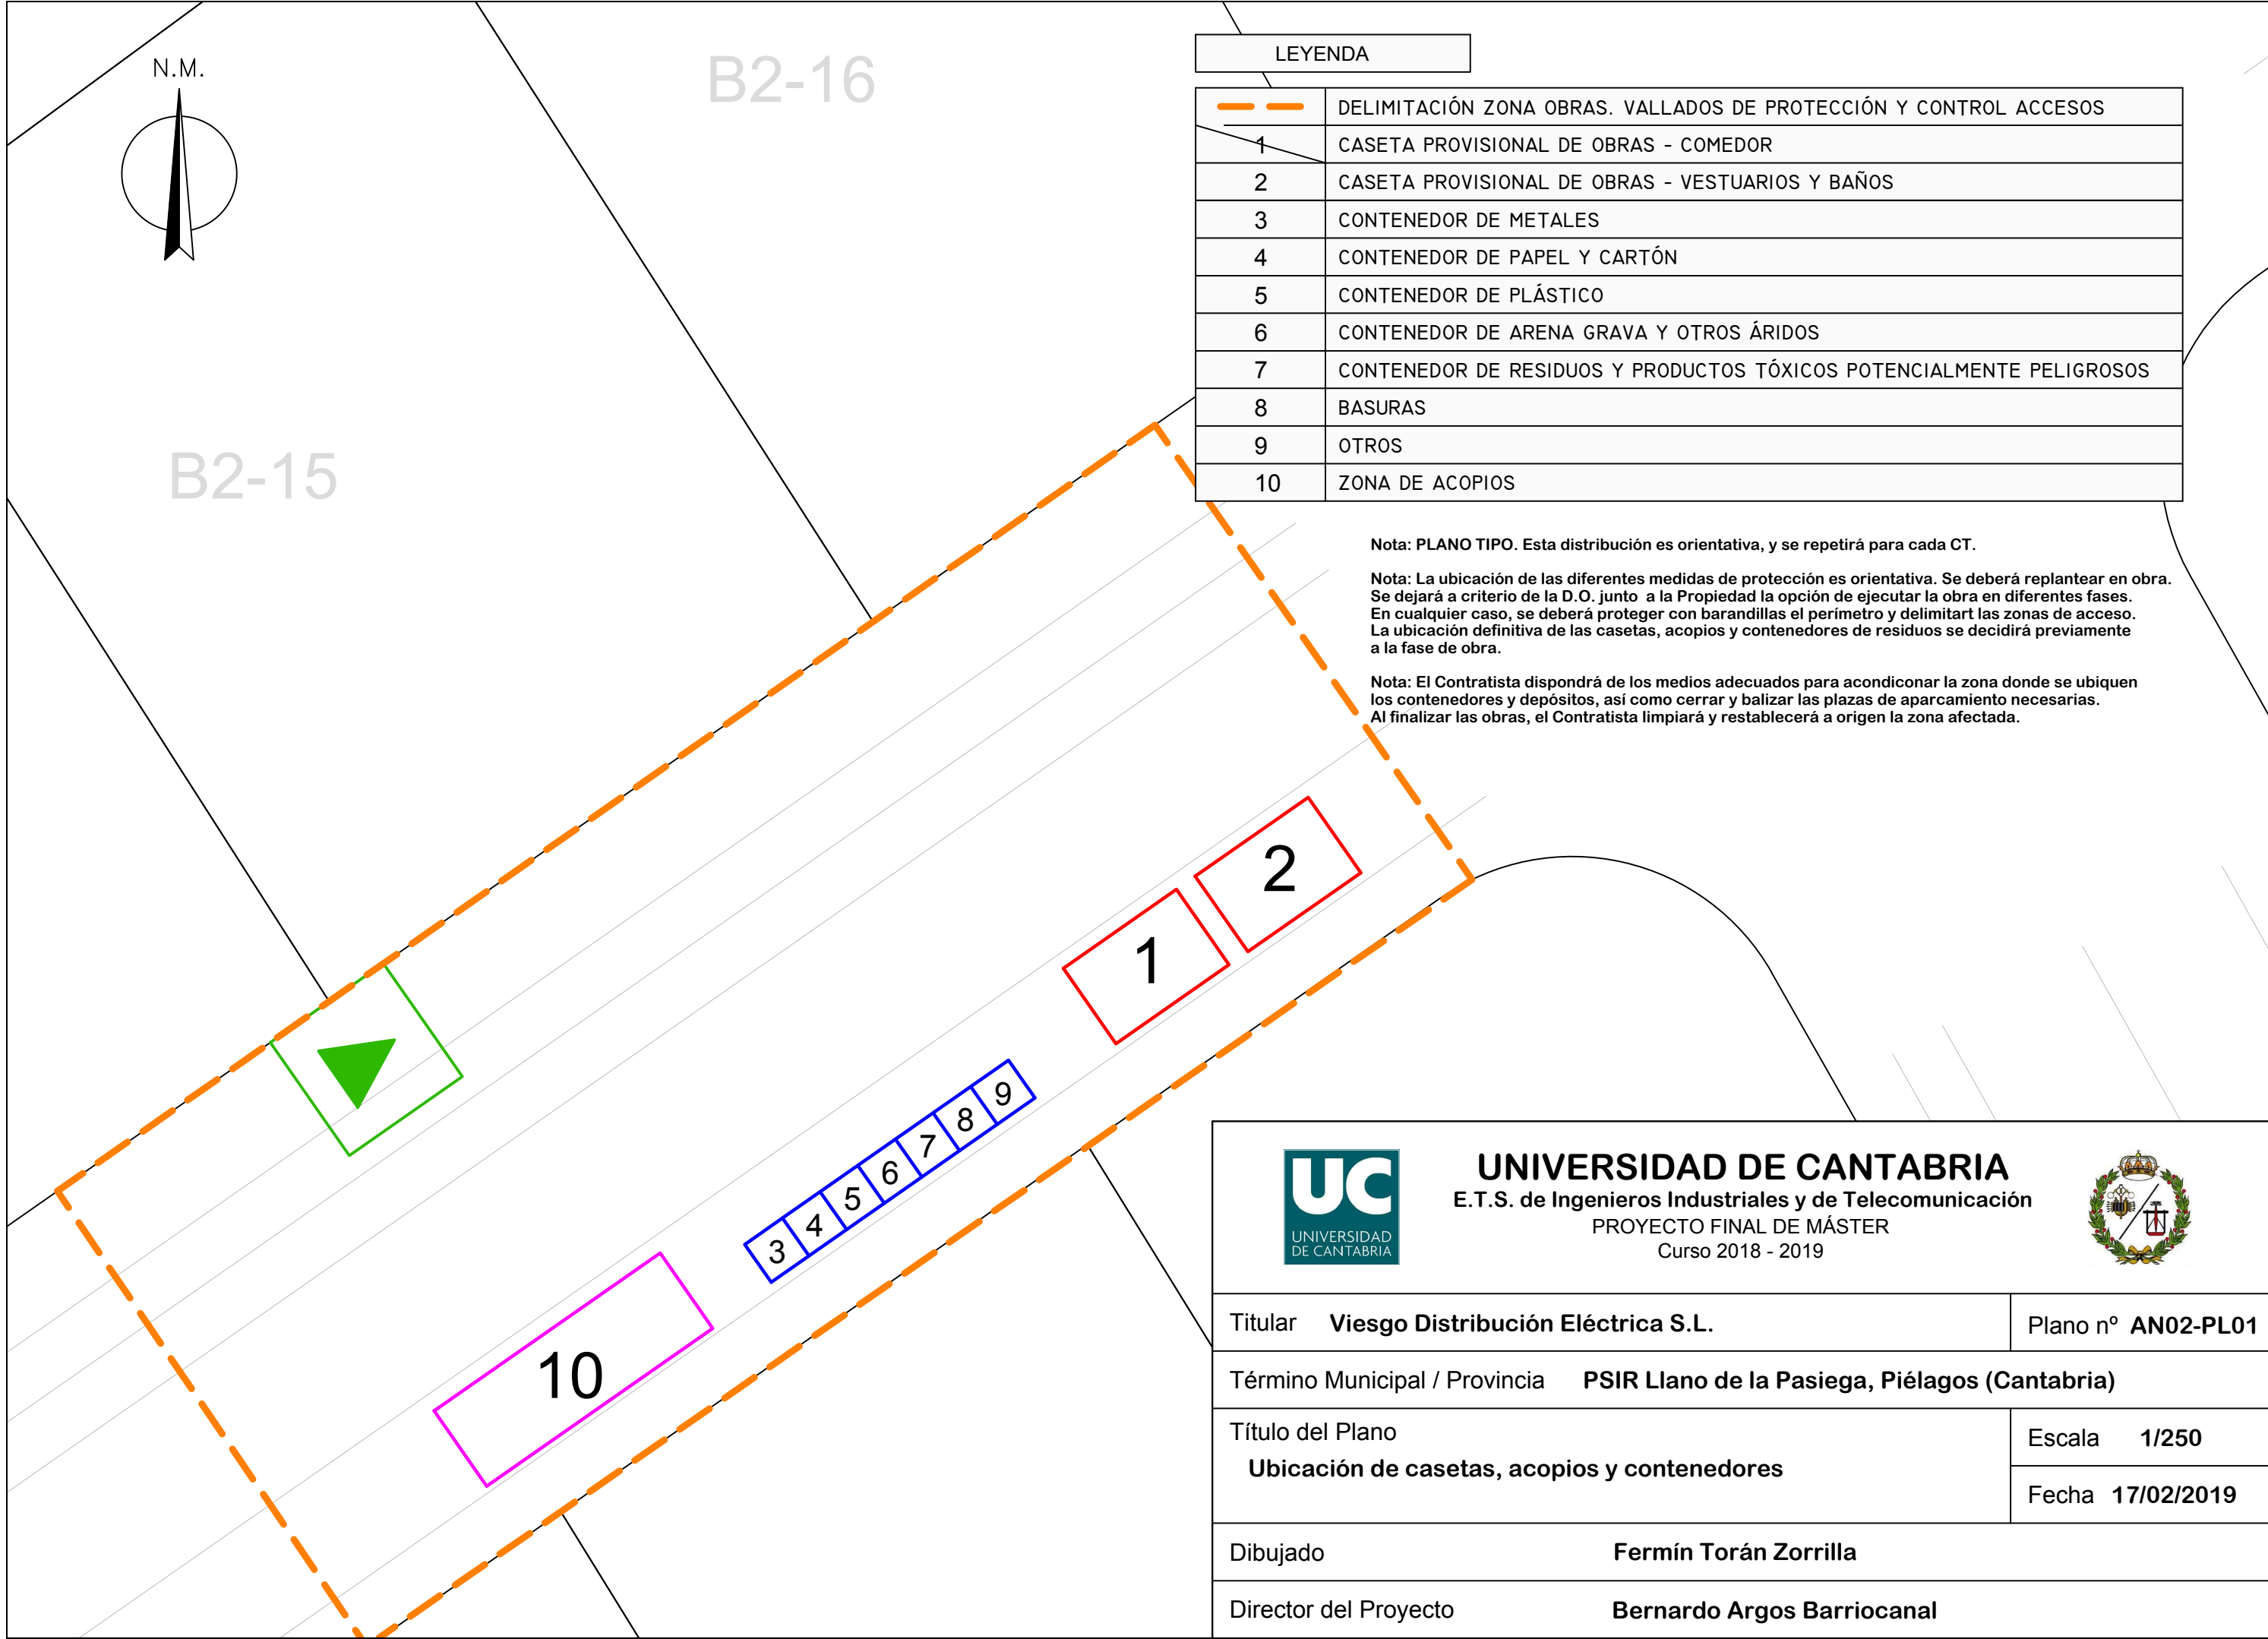 N.M.
B2-16
B2-15
LEYENDA
DELIMITACIÓN ZONA OBRAS. VALLADOS DE PROTECCIÓN Y CONTROL ACCESOS
1 CASETA PROVISIONAL DE OBRAS - COMEDOR
2 CASETA PROVISIONAL DE OBRAS - VESTUARIOS Y BAÑOS
3 CONTENEDOR DE METALES
4 CONTENEDOR DE PAPEL Y CARTÓN
5 CONTENEDOR DE PLÁSTICO
6 CONTENEDOR DE ARENA GRAVA Y OTROS ÁRIDOS
7 CONTENEDOR DE RESIDUOS Y PRODUCTOS TÓXICOS POTENCIALMENTE PELIGROSOS
8 BASURAS
9 OTROS
10 ZONA DE ACOPIOS
Nota: PLANO TIPO. Esta distribución es orientativa, y se repetirá para cada CT.
Nota: La ubicación de las diferentes medidas de protección es orientativa. Se deberá replantear en obra.
Se dejará a criterio de la D.O. junto a la Propiedad la opción de ejecutar la obra en diferentes fases.
En cualquier caso, se deberá proteger con barandillas el perímetro y delimitart las zonas de acceso.
La ubicación definitiva de las casetas, acopios y contenedores de residuos se decidirá previamente
a la fase de obra.
Nota: El Contratista dispondrá de los medios adecuados para acondiconar la zona donde se ubiquen
los contenedores y depósitos, así como cerrar y balizar las plazas de aparcamiento necesarias.
Al finalizar las obras, el Contratista limpiará y restablecerá a origen la zona afectada.
2
1
9
8
7
6
5
4
3
10
UC
UNIVERSIDAD
DE CANTABRIA
UNIVERSIDAD DE CANTABRIA
E.T.S. de Ingenieros Industriales y de Telecomunicación
PROYECTO FINAL DE MÁSTER
Curso 2018 - 2019
Titular Viesgo Distribución Eléctrica S.L.
Plano nº AN02-PL01
Término Municipal / Provincia PSIR Llano de la Pasiega, Piélagos (Cantabria)
Título del Plano
Ubicación de casetas, acopios y contenedores
Escala 1/250
Fecha 17/02/2019
Dibujado Fermín Torán Zorrilla
Director del Proyecto Bernardo Argos Barriocanal